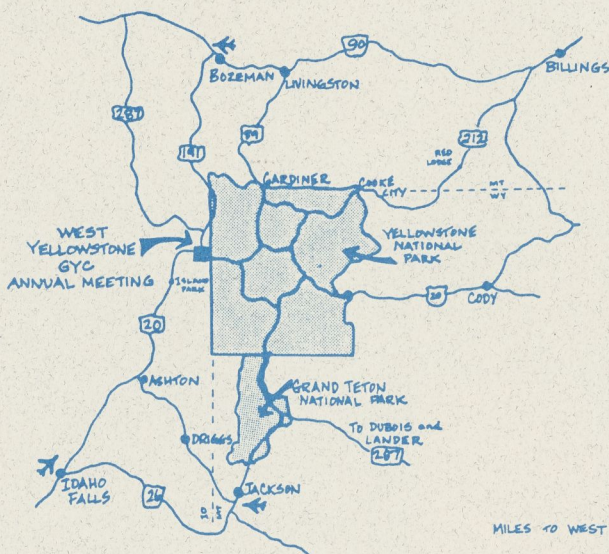 90
BOZEMAN
LIVINGSTON
BILLINGS
287
191
89
212
RED
LODGE
GARDINER
COOKE
CITY
MT
WY
WEST
YELLOWSTONE
GYC
ANNUAL MEETING
YELLOWSTONE
NATIONAL
PARK
ISLAND
PARK
20
20
CODY
ASHTON
GRAND TETON
NATIONAL PARK
DRIGGS
TO DUBOIS and
LANDER
287
IDAHO
FALLS
26
ID
JACKSON
MILES TO WEST